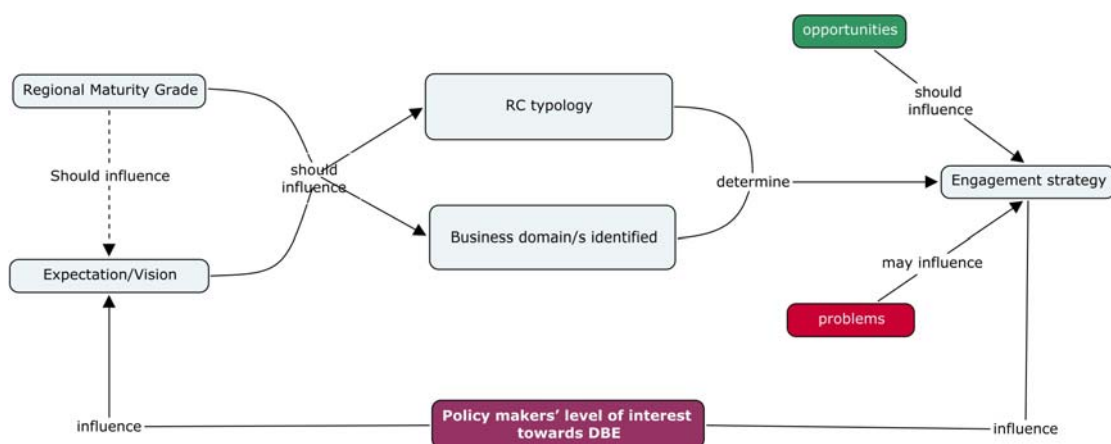 opportunities
Regional Maturity Grade
RC typology
should
influence
Should influence
should
influence
determine
Engagement strategy
Business domain/s identified
Expectation/Vision
may influence
problems
Policy makers' level of interest
towards DBE
influence
influence